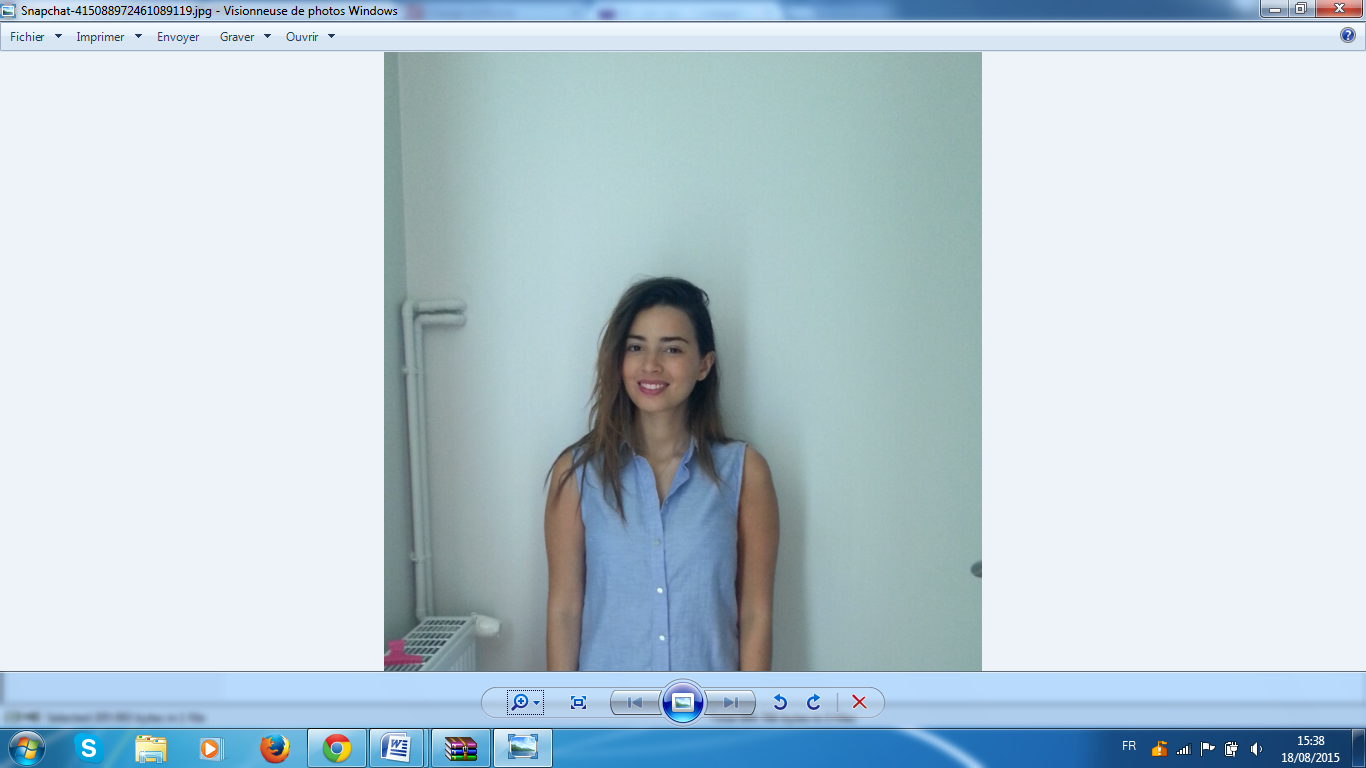 Snapchat-415088972461089119.jpg - Visionneuse de photos Windows
Fichier Imprimer Envoyer Graver Ouvrir
FR 15:38
18/08/2015